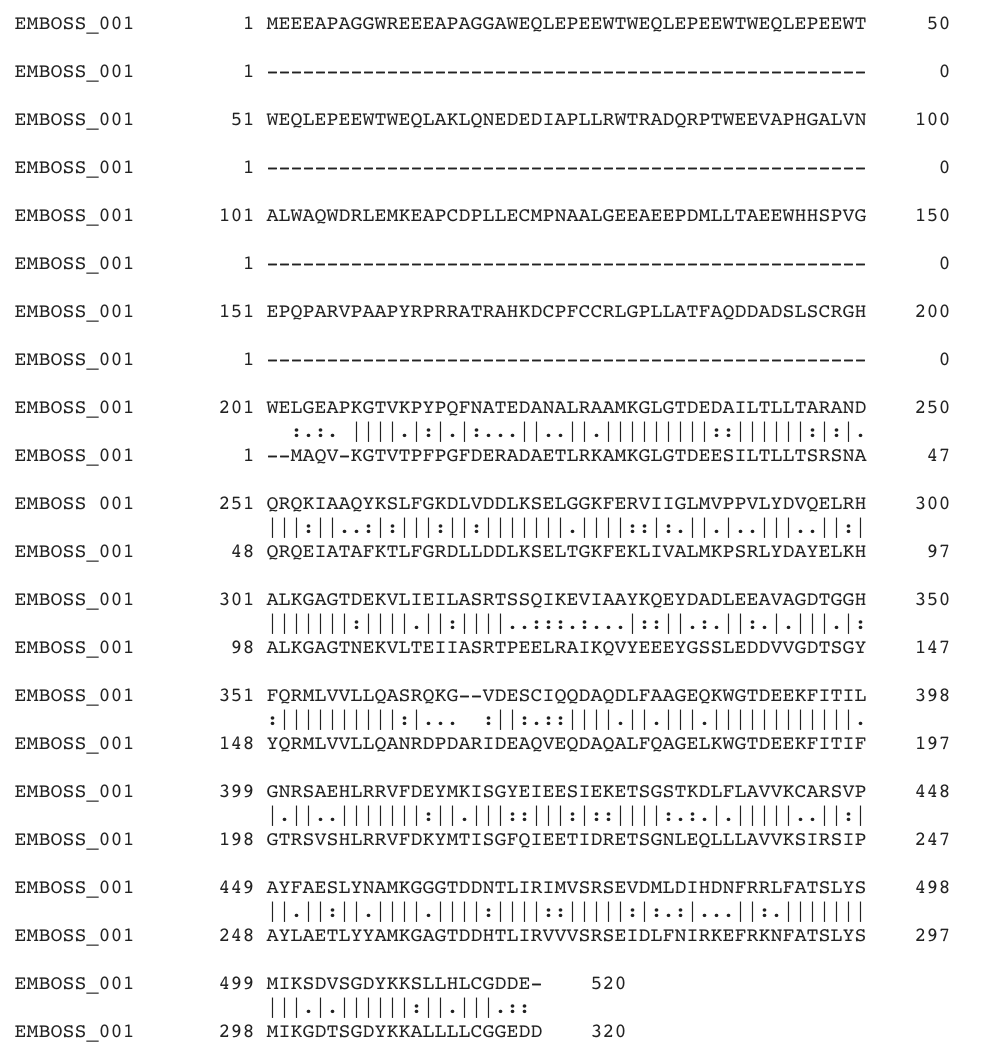 EMBOSS_001 1 MEEEAPAGGWREEEAPAGGAWEQLEPEEWTWEQLEPEEWTWEQLEPEEWT 50
EMBOSS_001 1 -------------------------------------------------- 0
EMBOSS_001 51 WEQLEPEEWTWEQLAKLQNEDEDIAPLLRWTRADQRPTWEEVAPHGALVN 100
EMBOSS_001 1 -------------------------------------------------- 0
EMBOSS_001 101 ALWAQWDRLEMKEAPCDPLLECMPNAALGEEAEEPDMLLTAEEWHHSPVG 150
EMBOSS_001 1 -------------------------------------------------- 0
EMBOSS_001 151 EPQPARVPAAPYRPRRATRAHKDCPFCCRLGPLLATFAQDDADSLSCRGH 200
EMBOSS_001 1 -------------------------------------------------- 0
EMBOSS_001 201 WELGEAPKGTVKPYPQFNATEDANALRAAMKGLGTDEDAILTLLTARAND 250
:.:. ||||.|:|.|:...||..||.||||||||||::||||||:|:|.
EMBOSS_001 1 --MAQV-KGTVTPFPGFDERADAETLRKAMKGLGTDEESILTLLTSRSNA 47
EMBOSS_001 251 QRQKIAAQYKSLFGKDLVDDLKSELGGKFERVIIGLMVPPVLYDVQELRH 300
|||:||..:|:|||:||:|||||||.||||::|:.||.|..|||..||:|
EMBOSS_001 48 QRQEIATAFKTLFGRDLLDDLKSELTGKFEKLIVALMKPSRLYDAYELKH 97
EMBOSS_001 301 ALKGAGTDEKVLIEILASRTSSQIKEVIAAYKQEYDADLEEAVAGDTGGH 350
|||||||:||||.||:||||..:::.:...|::||.:.||:.|.|||.|:
EMBOSS_001 98 ALKGAGTNEKVLTEIIASRTPEELRAIKQVYEEEYGSSLEDDVVGDTSGY 147
EMBOSS_001 351 FQRMLVVLLQASRQKG--VDESCIQQDAQDLFAAGEQKWGTDEEKFITIL 398
:||||||||||:|... :||:.::||||.||.|||.||||||||||||.
EMBOSS_001 148 YQRMLVVLLQANRDPDARIDEAQVEQDAQALFQAGELKWGTDEEKFITIF 197
EMBOSS_001 399 GNRSAEHLRRVFDEYMKISGYEIEESIEKETSGSTKDLFLAVVKCARSVP 448
|.||..|||||||:||.|||::|||:|::||||:.:.|.|||||..||:|
EMBOSS_001 198 GTRSVSHLRRVFDKYMTISGFQIEETIDRETSGNLEQLLLAVVKSIRSIP 247
EMBOSS_001 449 AYFAESLYNAMKGGGTDDNTLIRIMVSRSEVDMLDIHDNFRRLFATSLYS 498
||.||:||.||||.||||:||||::|||||:|:.:|...||:.|||||||
EMBOSS_001 248 AYLAETLYYAMKGAGTDDHTLIRVVVSRSEIDLFNIRKEFRKNFATSLYS 297
EMBOSS_001 499 MIKSDVSGDYKKSLLHLCGDDE- 520
|||.|.||||||:||.|||.::
EMBOSS_001 298 MIKGDTSGDYKKALLLLCGGEDD 320